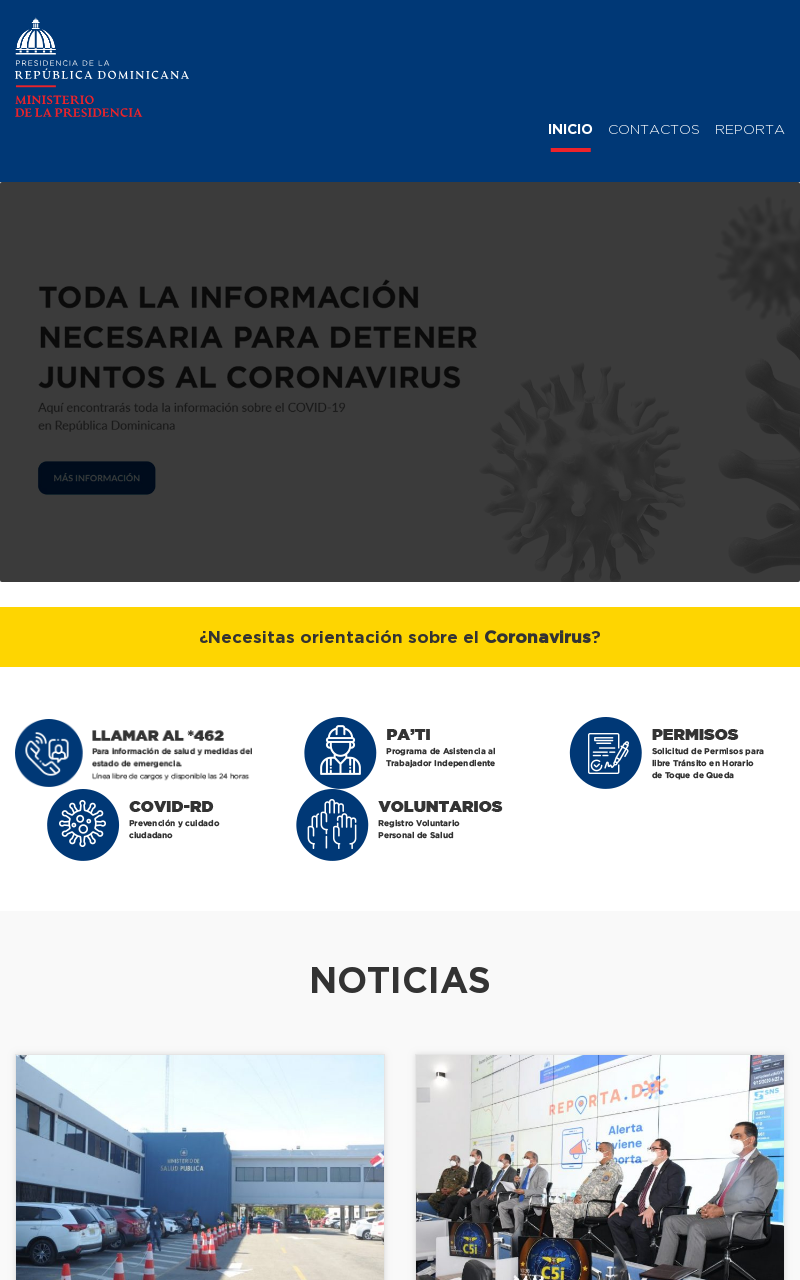 PRESIDENCIA DE LA
REPÚBLICA DOMINICANA
MINISTERIO
DE LA PRESIDENCIA
INICIO CONTACTOS REPORTA
TODA LA INFORMACIÓN
NECESARIA PARA DETENER
JUNTOS AL CORONAVIRUS
Aquí encontrarás toda la información sobre el COVID-19
en República Dominicana
MÁS INFORMACIÓN
¿Necesitas orientación sobre el Coronavirus?
LLAMAR AL *462
Para información de salud y medidas del
estado de emergencia.
Línea libre de cargos y disponible las 24 horas
PA'TI
Programa de Asistencia al
Trabajador Independiente
PERMISOS
Solicitud de Permisos para
libre Tránsito en Horario
de Toque de Queda
COVID-RD
Prevención y cuidado
ciudadano
VOLUNTARIOS
Registro Voluntario
Personal de Salud
NOTICIAS
MINISTERIO DE
SALUD PUBLICA
REPORTA.DO
SNS
Alerta
C5i
C5i